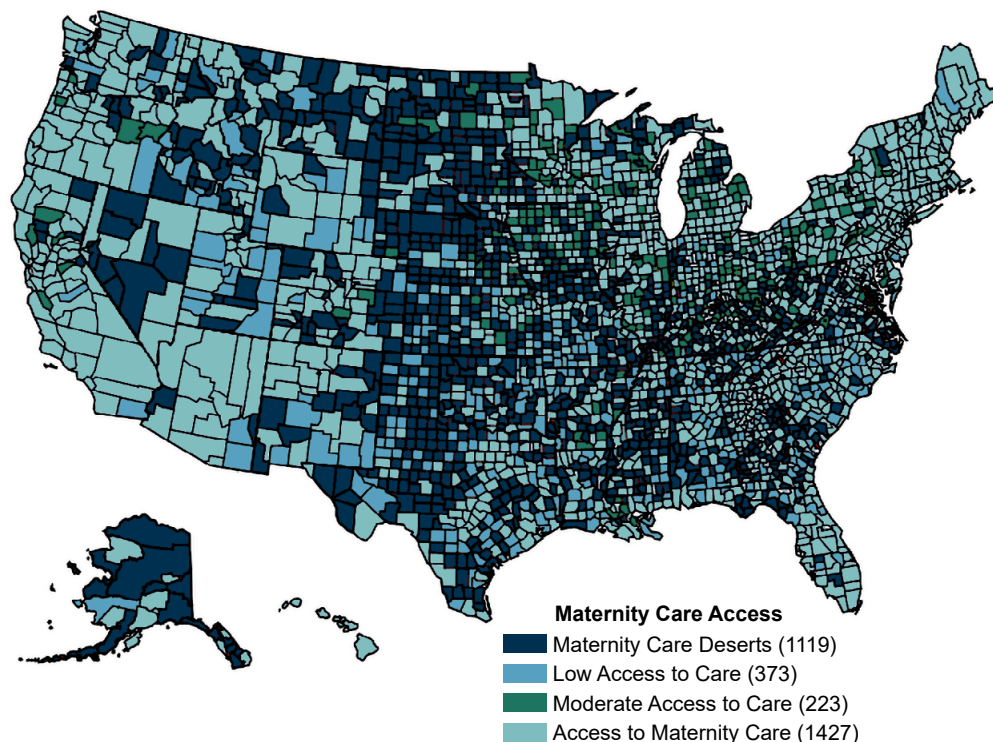 Maternity Care Access
Maternity Care Deserts (1119)
Low Access to Care (373)
Moderate Access to Care (223)
Access to Maternity Care (1427)